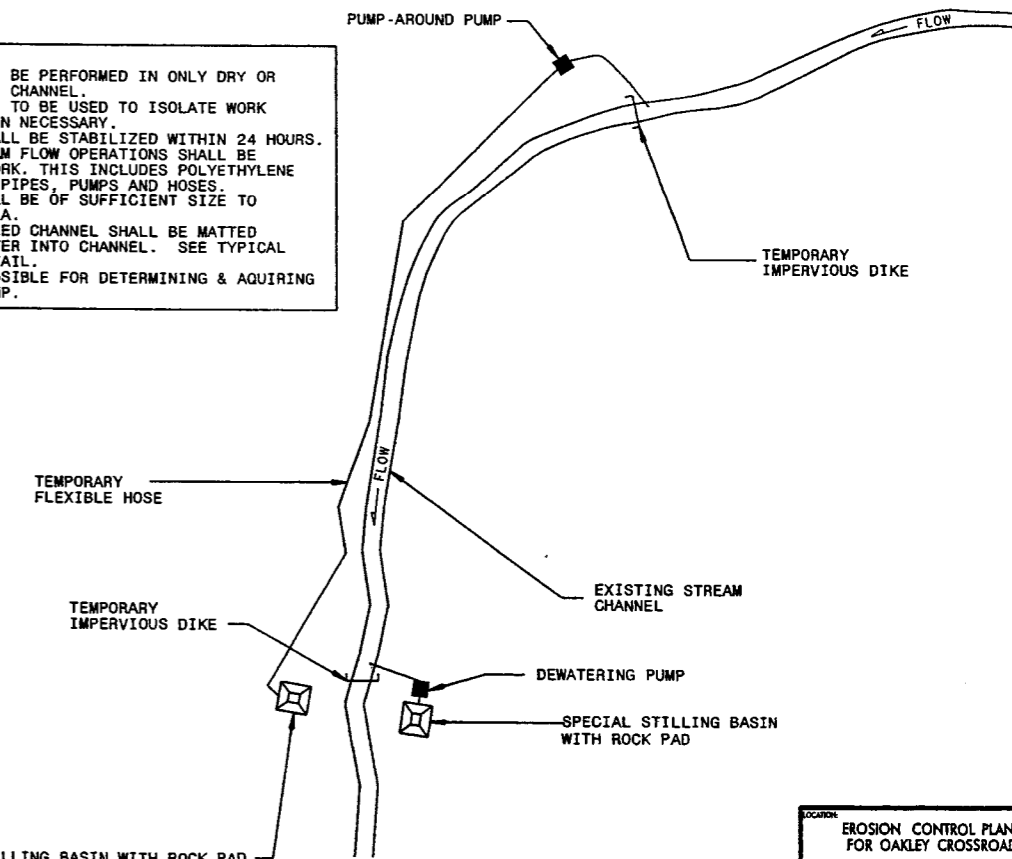 PUMP-AROUND PUMP
FLOW
BE PERFORMED IN ONLY DRY OR
CHANNEL.
TO BE USED TO ISOLATE WORK
N NECESSARY.
LL BE STABILIZED WITHIN 24 HOURS.
M FLOW OPERATIONS SHALL BE
RK. THIS INCLUDES POLYETHYLENE
PIPES, PUMPS AND HOSES.
L BE OF SUFFICIENT SIZE TO
A.
ED CHANNEL SHALL BE MATTED
ER INTO CHANNEL. SEE TYPICAL
AIL.
SIBLE FOR DETERMINING & AQUIRING
P.
TEMPORARY
IMPERVIOUS DIKE
FLOW
TEMPORARY
FLEXIBLE HOSE
EXISTING STREAM
CHANNEL
TEMPORARY
IMPERVIOUS DIKE
DEWATERING PUMP
SPECIAL STILLING BASIN
WITH ROCK PAD
LOCATION:
EROSION CONTROL PLAN
FOR OAKLEY CROSSROAD
LLING BASIN WITH ROCK PAD